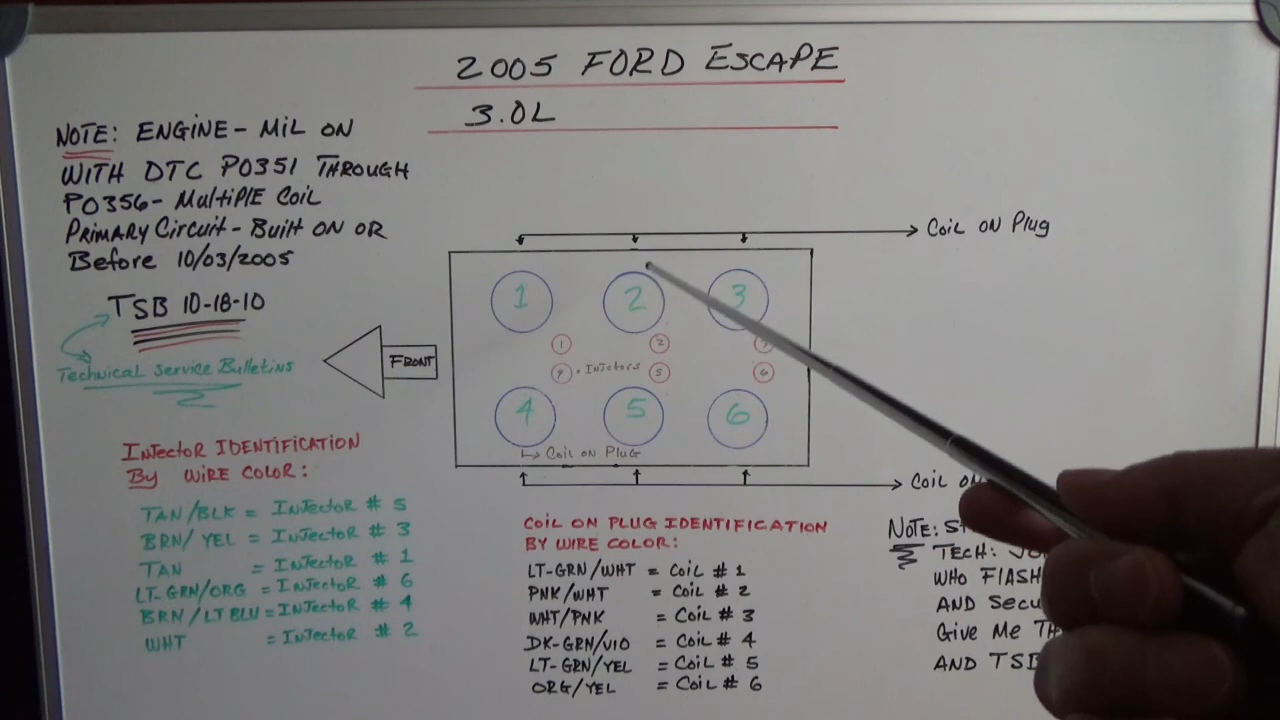 2005 FORD ESCAPE
3.0L
NOTE: ENGINE - MIL ON
WITH DTC P0351 THROUGH
P0356 - MultiPlE Coil
PRiMARY Circuit - Built ON OR
Before 10/03/2005
TSB 10-18-10
Technical Service Bulletins
FRONT
Coil ON Plug
1 2 3
1 2
4 • INJECTORS 5 6
4 5 6
Coil ON Plug
Coil
INJECTOR IDENTIFICATION
By WIRE COLOR:
TAN/BLK = INJECTOR # 5
BRN/YEL = INJECTOR # 3
TAN = INJECTOR # 1
LT-GRN/ORG = INJECTOR # 6
BRN/LTBLU = INJECTOR # 4
WHT = INJECTOR # 2
COIL ON PLUG IDENTIFICATION
BY WIRE COLOR:
LT-GRN/WHT = Coil # 1
PNK/WHT = Coil # 2
WHT/PNK = Coil # 3
DK-GRN/VIO = Coil # 4
LT-GRN/YEL = Coil # 5
ORG/YEL = Coil # 6
NOTE:
TECH:
WHO
AND
Give Me
AND TSB